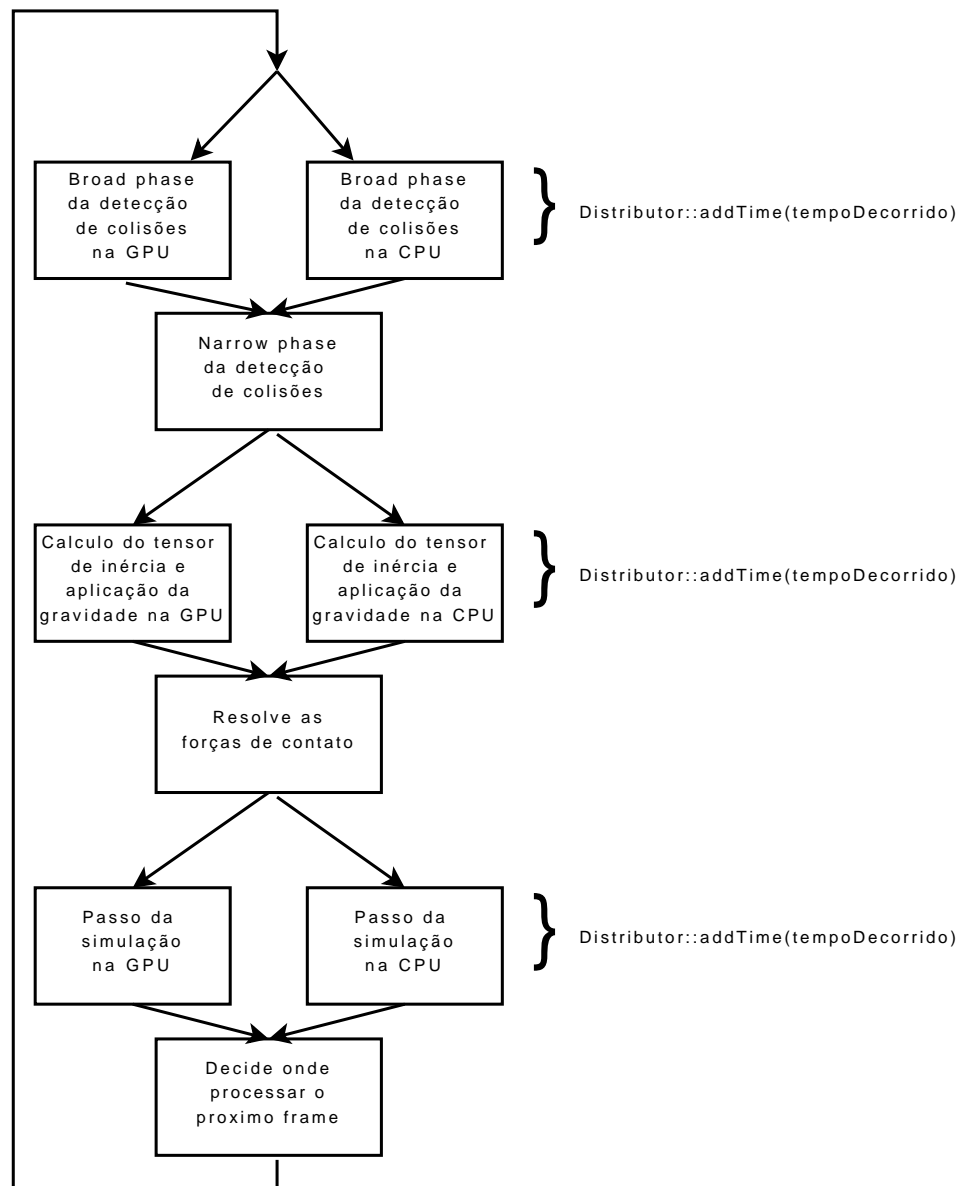 Broad phase
da detecção
de colisões
na GPU
Broad phase
da detecção
de colisões
na CPU
} Distributor::addTime(tempoDecorrido)
Narrow phase
da detecção
de colisões
Calculo do tensor
de inércia e
aplicação da
gravidade na GPU
Calculo do tensor
de inércia e
aplicação da
gravidade na CPU
} Distributor::addTime(tempoDecorrido)
Resolve as
forças de contato
Passo da
simulação
na GPU
Passo da
simulação
na CPU
} Distributor::addTime(tempoDecorrido)
Decide onde
processar o
proximo frame